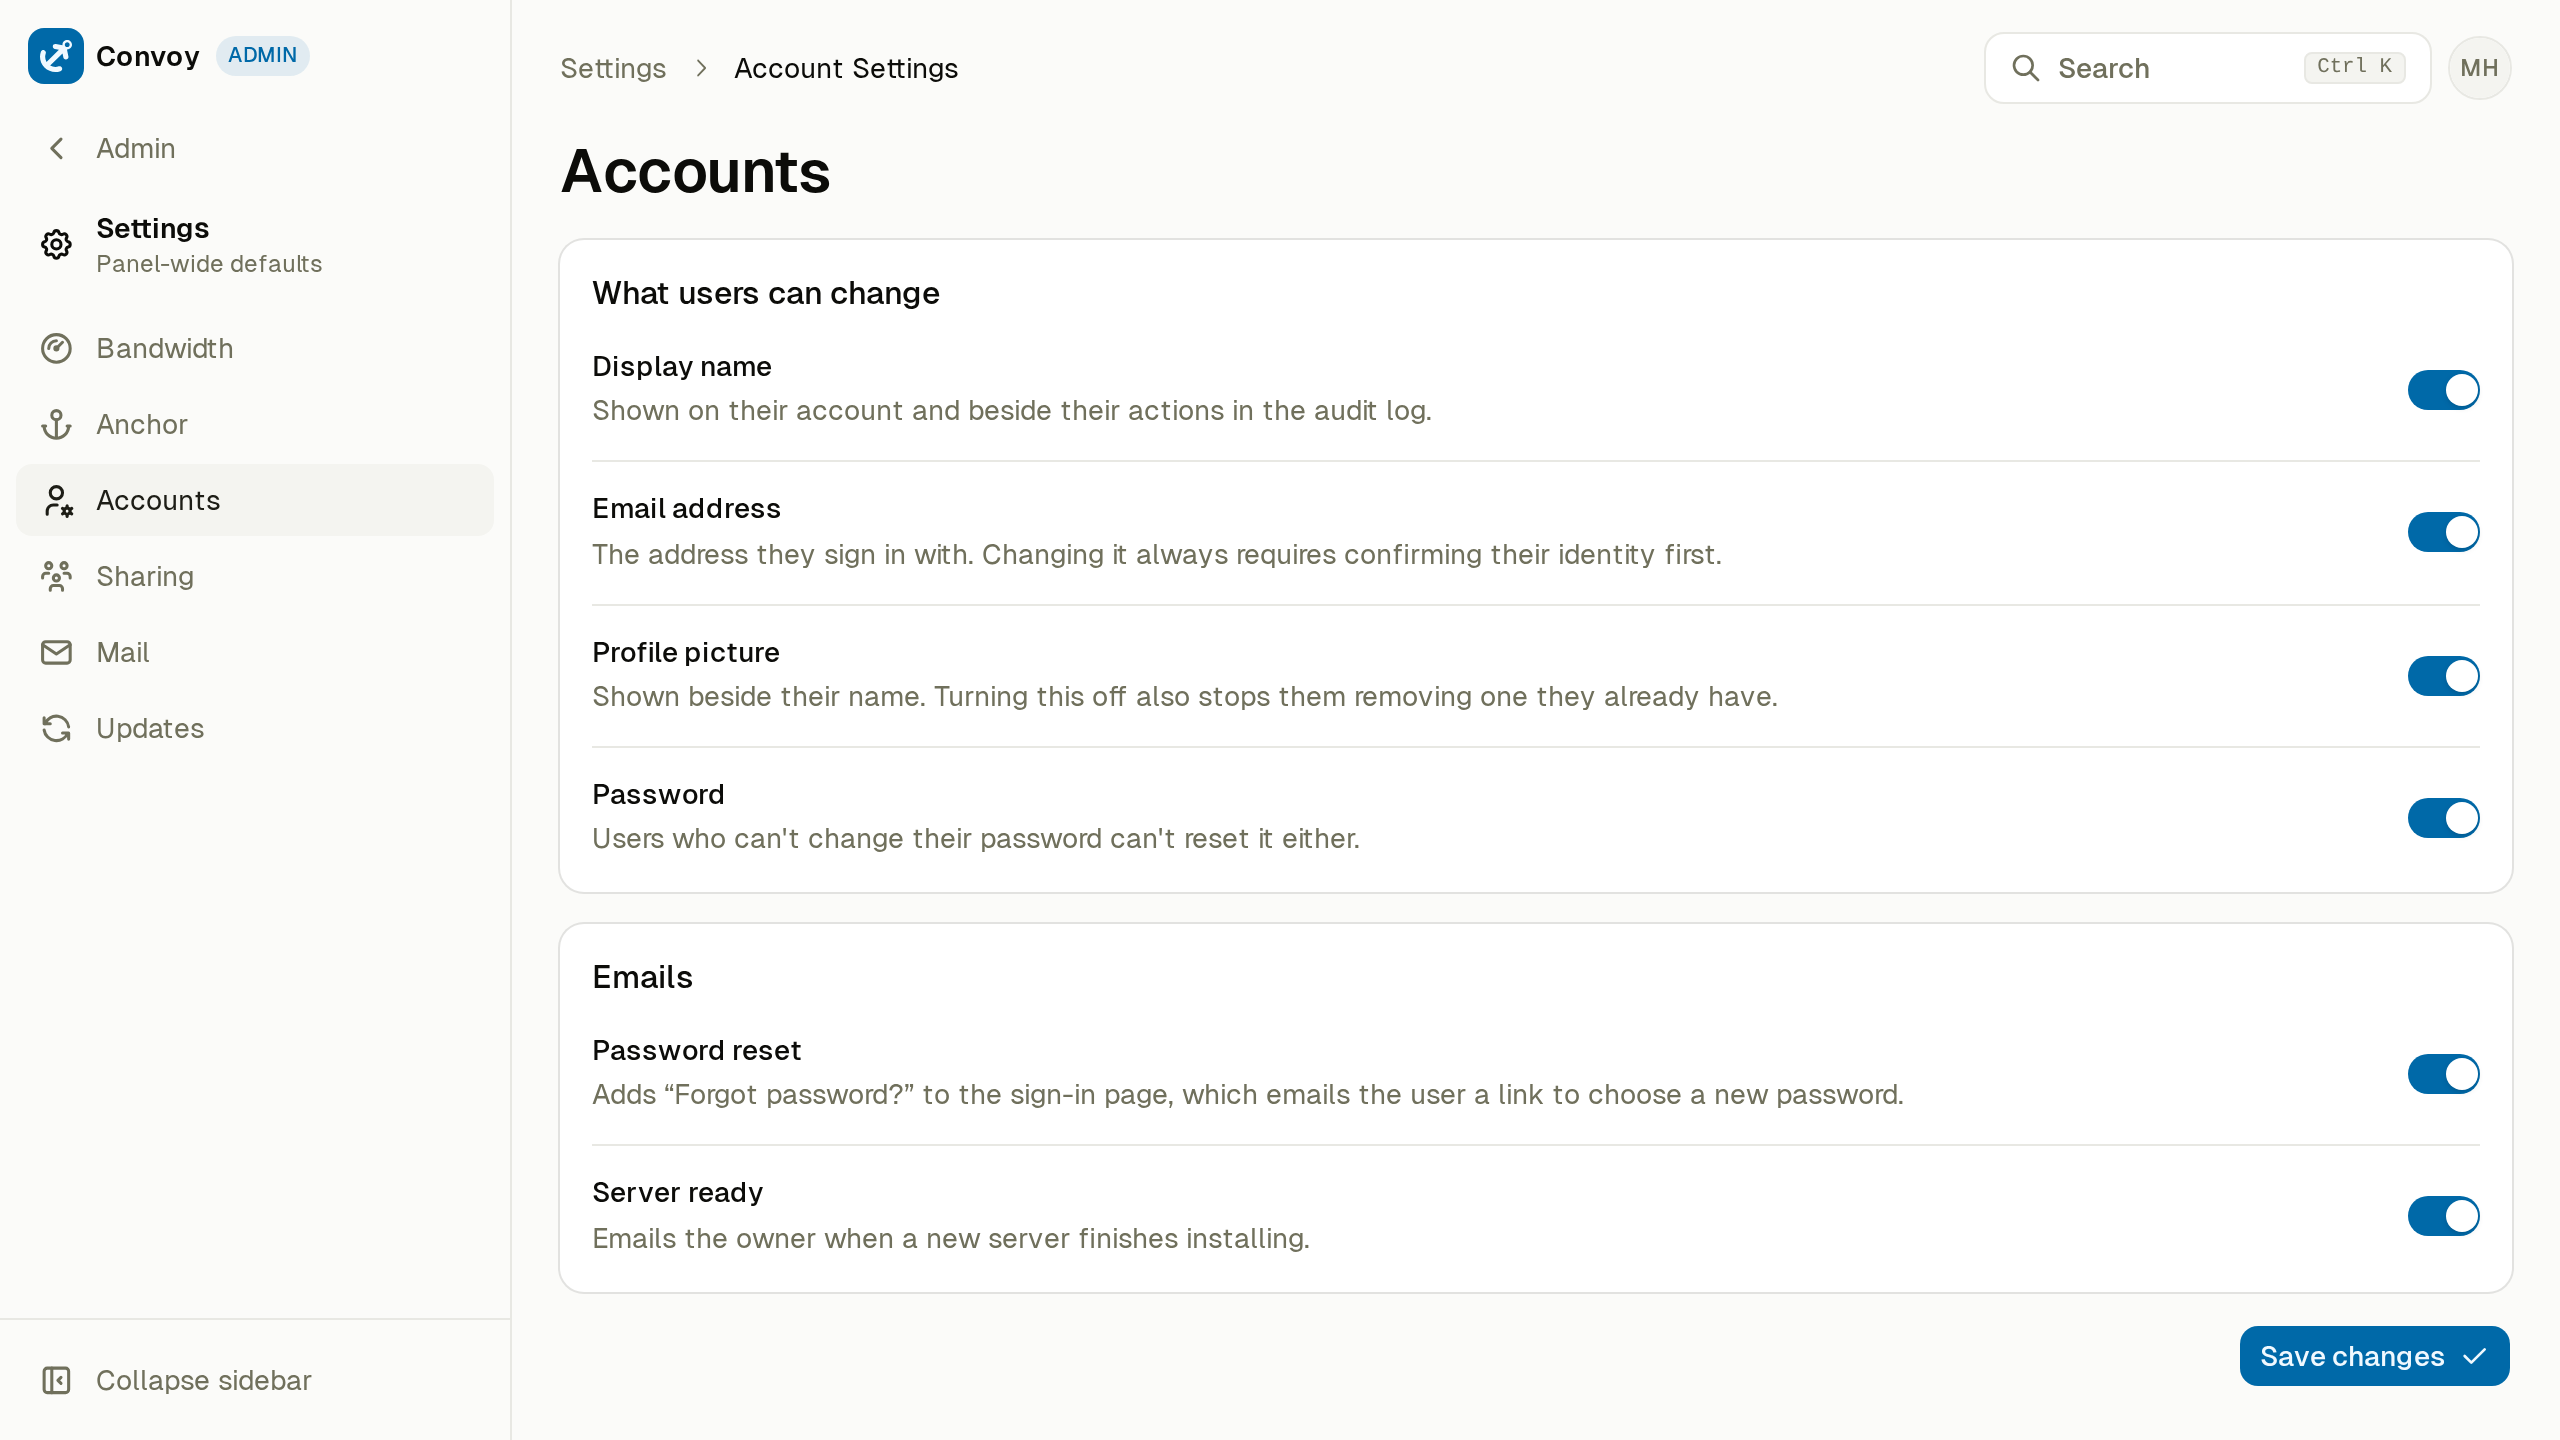 Convoy ADMIN
Admin
Settings
Panel-wide defaults
Bandwidth
Anchor
Accounts
Sharing
Mail
Updates
Collapse sidebar
Settings Account Settings
Search Ctrl K MH
Accounts
What users can change
Display name
Shown on their account and beside their actions in the audit log.
Email address
The address they sign in with. Changing it always requires confirming their identity first.
Profile picture
Shown beside their name. Turning this off also stops them removing one they already have.
Password
Users who can't change their password can't reset it either.
Emails
Password reset
Adds “Forgot password?” to the sign-in page, which emails the user a link to choose a new password.
Server ready
Emails the owner when a new server finishes installing.
Save changes